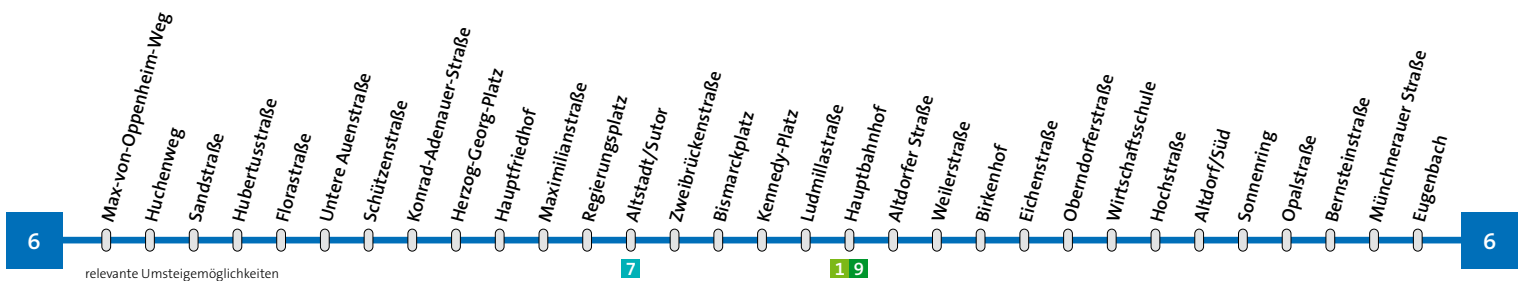 Max-von-Oppenheim-Weg
Huchenweg
Sandstraße
Hubertusstraße
Florastraße
Untere Auenstraße
Schützenstraße
Konrad-Adenauer-Straße
Herzog-Georg-Platz
Hauptfriedhof
Maximilianstraße
Regierungsplatz
Altstadt/Sutor
Zweibrückenstraße
Bismarckplatz
Kennedy-Platz
Ludmillastraße
Hauptbahnhof
Altdorfer Straße
Weilerstraße
Birkenhof
Eichenstraße
Oberndorferstraße
Wirtschaftsschule
Hochstraße
Altdorf/Süd
Sonnenring
Opalstraße
Bernsteinstraße
Münchnerauer Straße
Eugenbach
6
6
relevante Umsteigemöglichkeiten
7
1 9